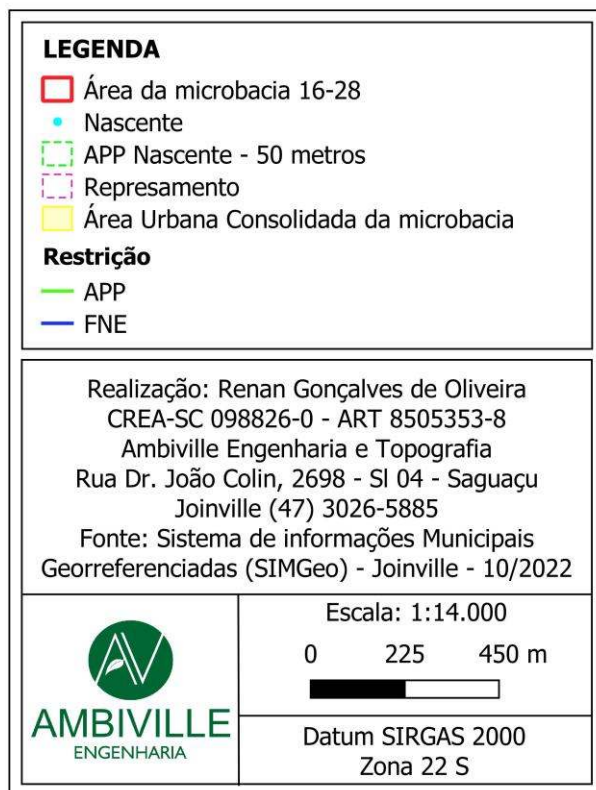 LEGENDA
Área da microbacia 16-28
Nascente
APP Nascente - 50 metros
Represamento
Área Urbana Consolidada da microbacia
Restrição
APP
FNE
Realização: Renan Gonçalves de Oliveira
CREA-SC 098826-0 - ART 8505353-8
Ambiville Engenharia e Topografia
Rua Dr. João Colin, 2698 - Sl 04 - Saguaçu
Joinville (47) 3026-5885
Fonte: Sistema de informações Municipais
Georreferenciadas (SIMGeo) - Joinville - 10/2022
AMBIVILLE
ENGENHARIA
Escala: 1:14.000
0 225 450 m
Datum SIRGAS 2000
Zona 22 S